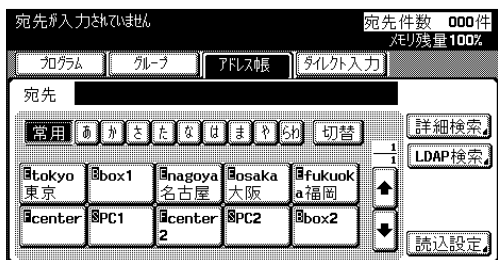 宛先が入力されていません 宛先件数 000件
メモリ残量100%
プログラム グループ アドレス帳 ダイレクト入力
宛先
常用 あ か さ た な は ま や らわ 切替 詳細検索
1
1
LDAP検索
tokyo box1 nagoya osaka fukuok
東京 名古屋 大阪 a福岡
center PC1 center PC2 box2
2
読込設定